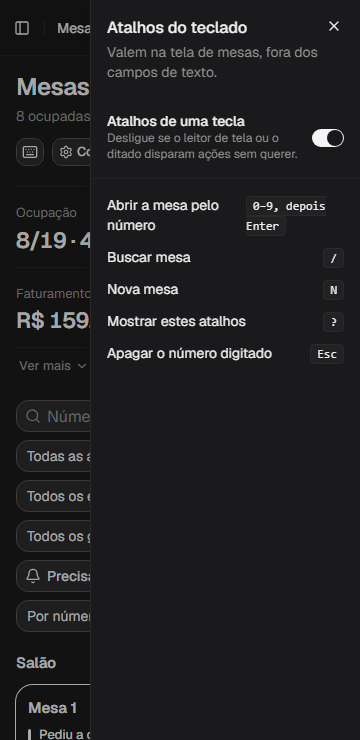 Mesas
Mesas
8 ocupadas
Ocupação
8/19 · 4
Faturamento
R$ 159
Ver mais
Núme
Todas as á
Todos os e
Todos os g
Precisa
Por númer
Salão
Mesa 1
Pediu a c
Atalhos do teclado
Valem na tela de mesas, fora dos
campos de texto.
Atalhos de uma tecla
Desligue se o leitor de tela ou o
ditado disparam ações sem querer.
Abrir a mesa pelo
número
0–9, depois
Enter
Buscar mesa /
Nova mesa N
Mostrar estes atalhos ?
Apagar o número digitado Esc